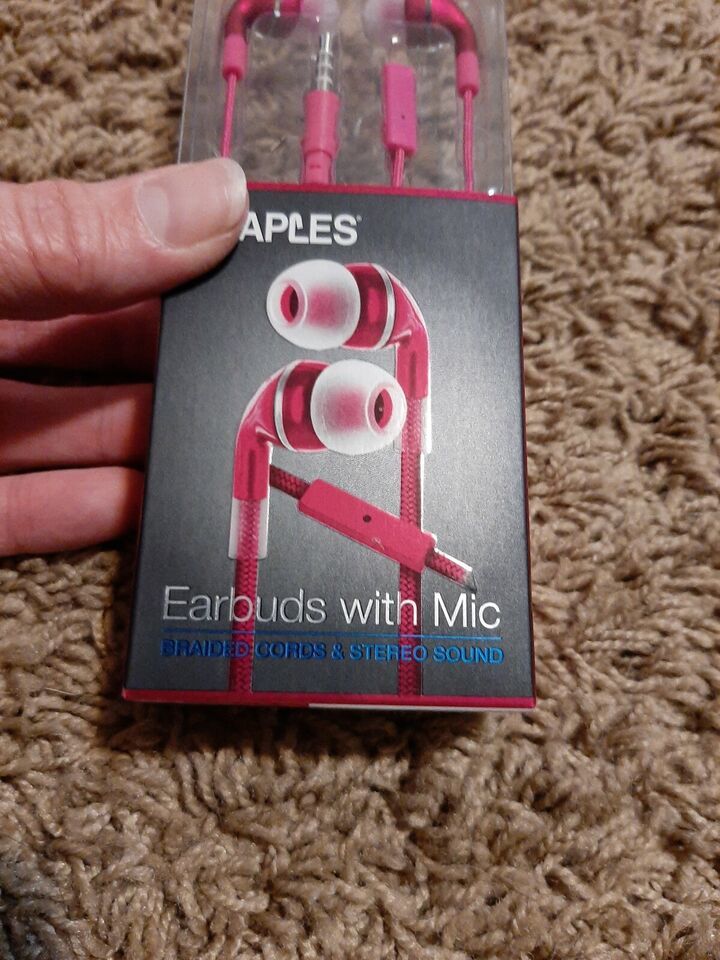 APLES
Earbuds with Mic
BRAIDED CORDS & STEREO SOUND